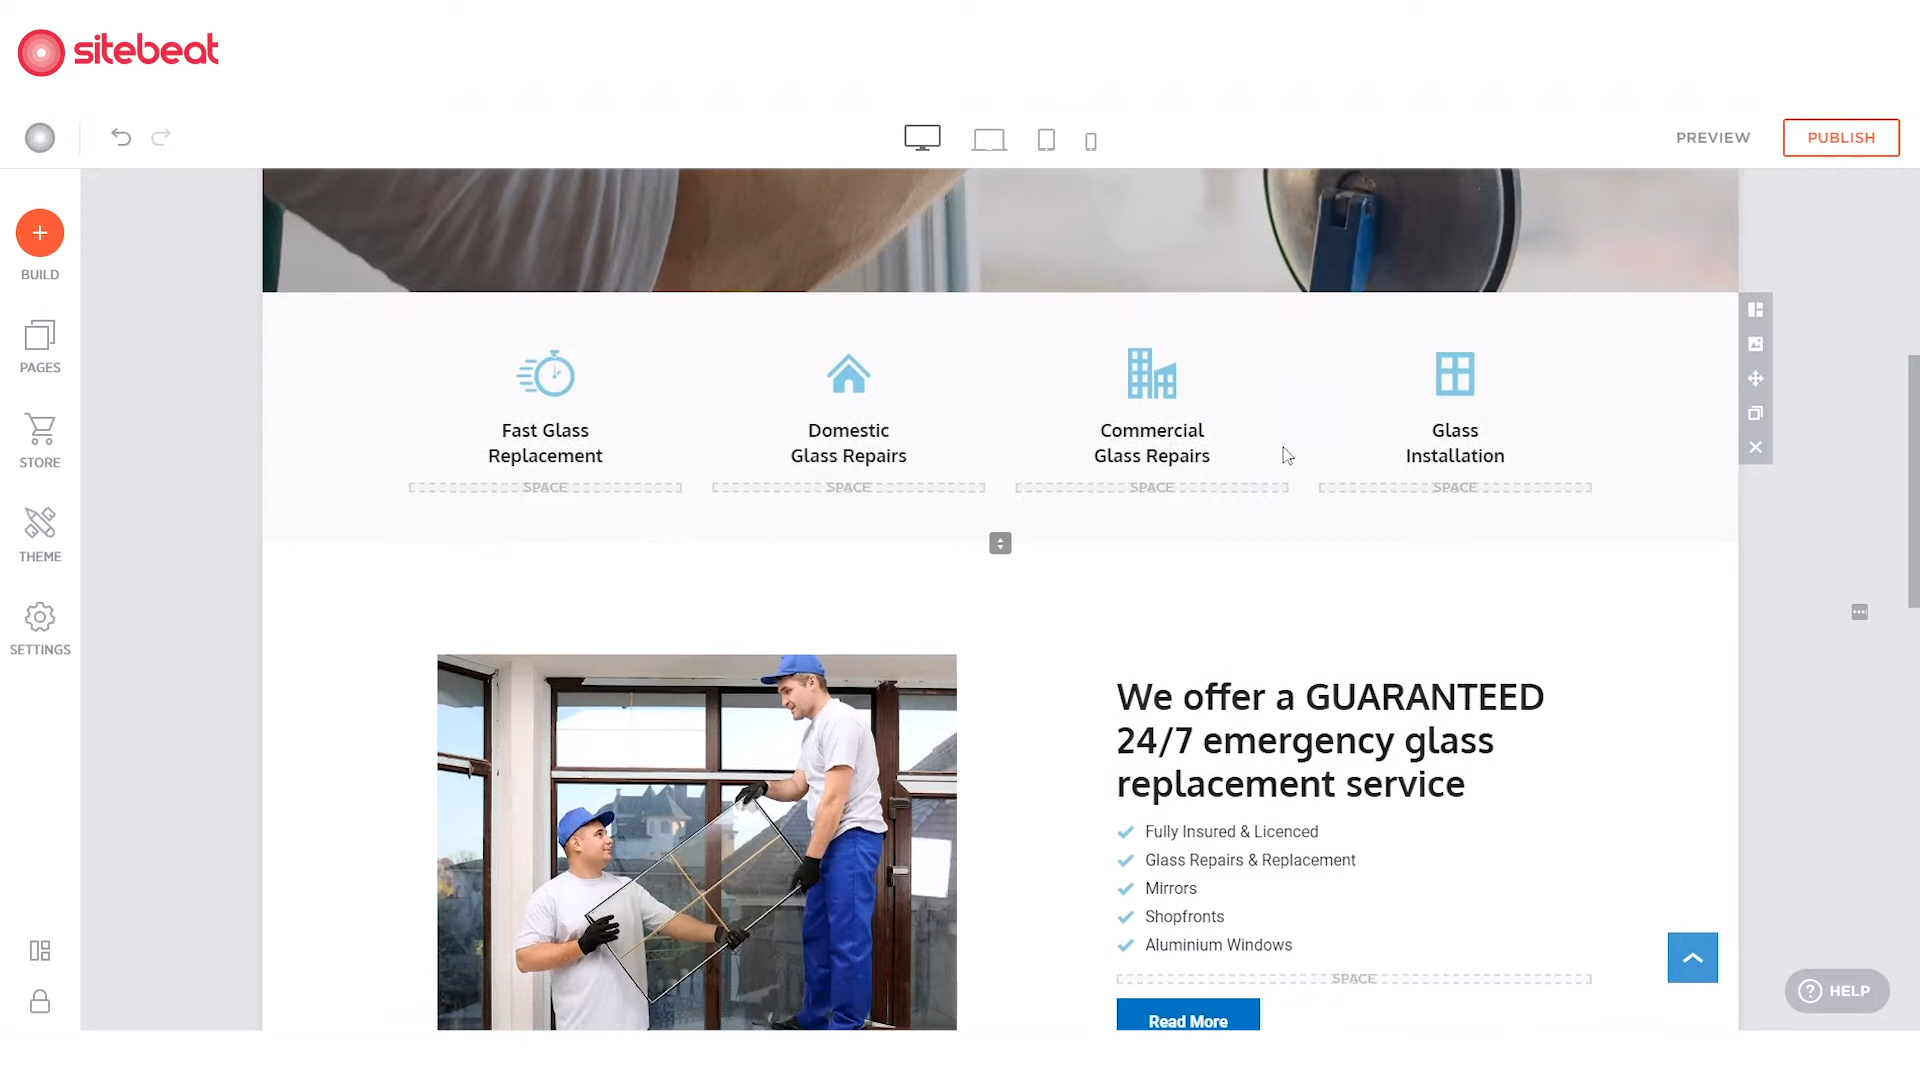 sitebeat
PREVIEW
PUBLISH
BUILD
PAGES
STORE
THEME
SETTINGS
Fast Glass
Replacement
SPACE
Domestic
Glass Repairs
SPACE
Commercial
Glass Repairs
SPACE
Glass
Installation
SPACE
We offer a GUARANTEED
24/7 emergency glass
replacement service
Fully Insured & Licenced
Glass Repairs & Replacement
Mirrors
Shopfronts
Aluminium Windows
SPACE
Read More
? HELP